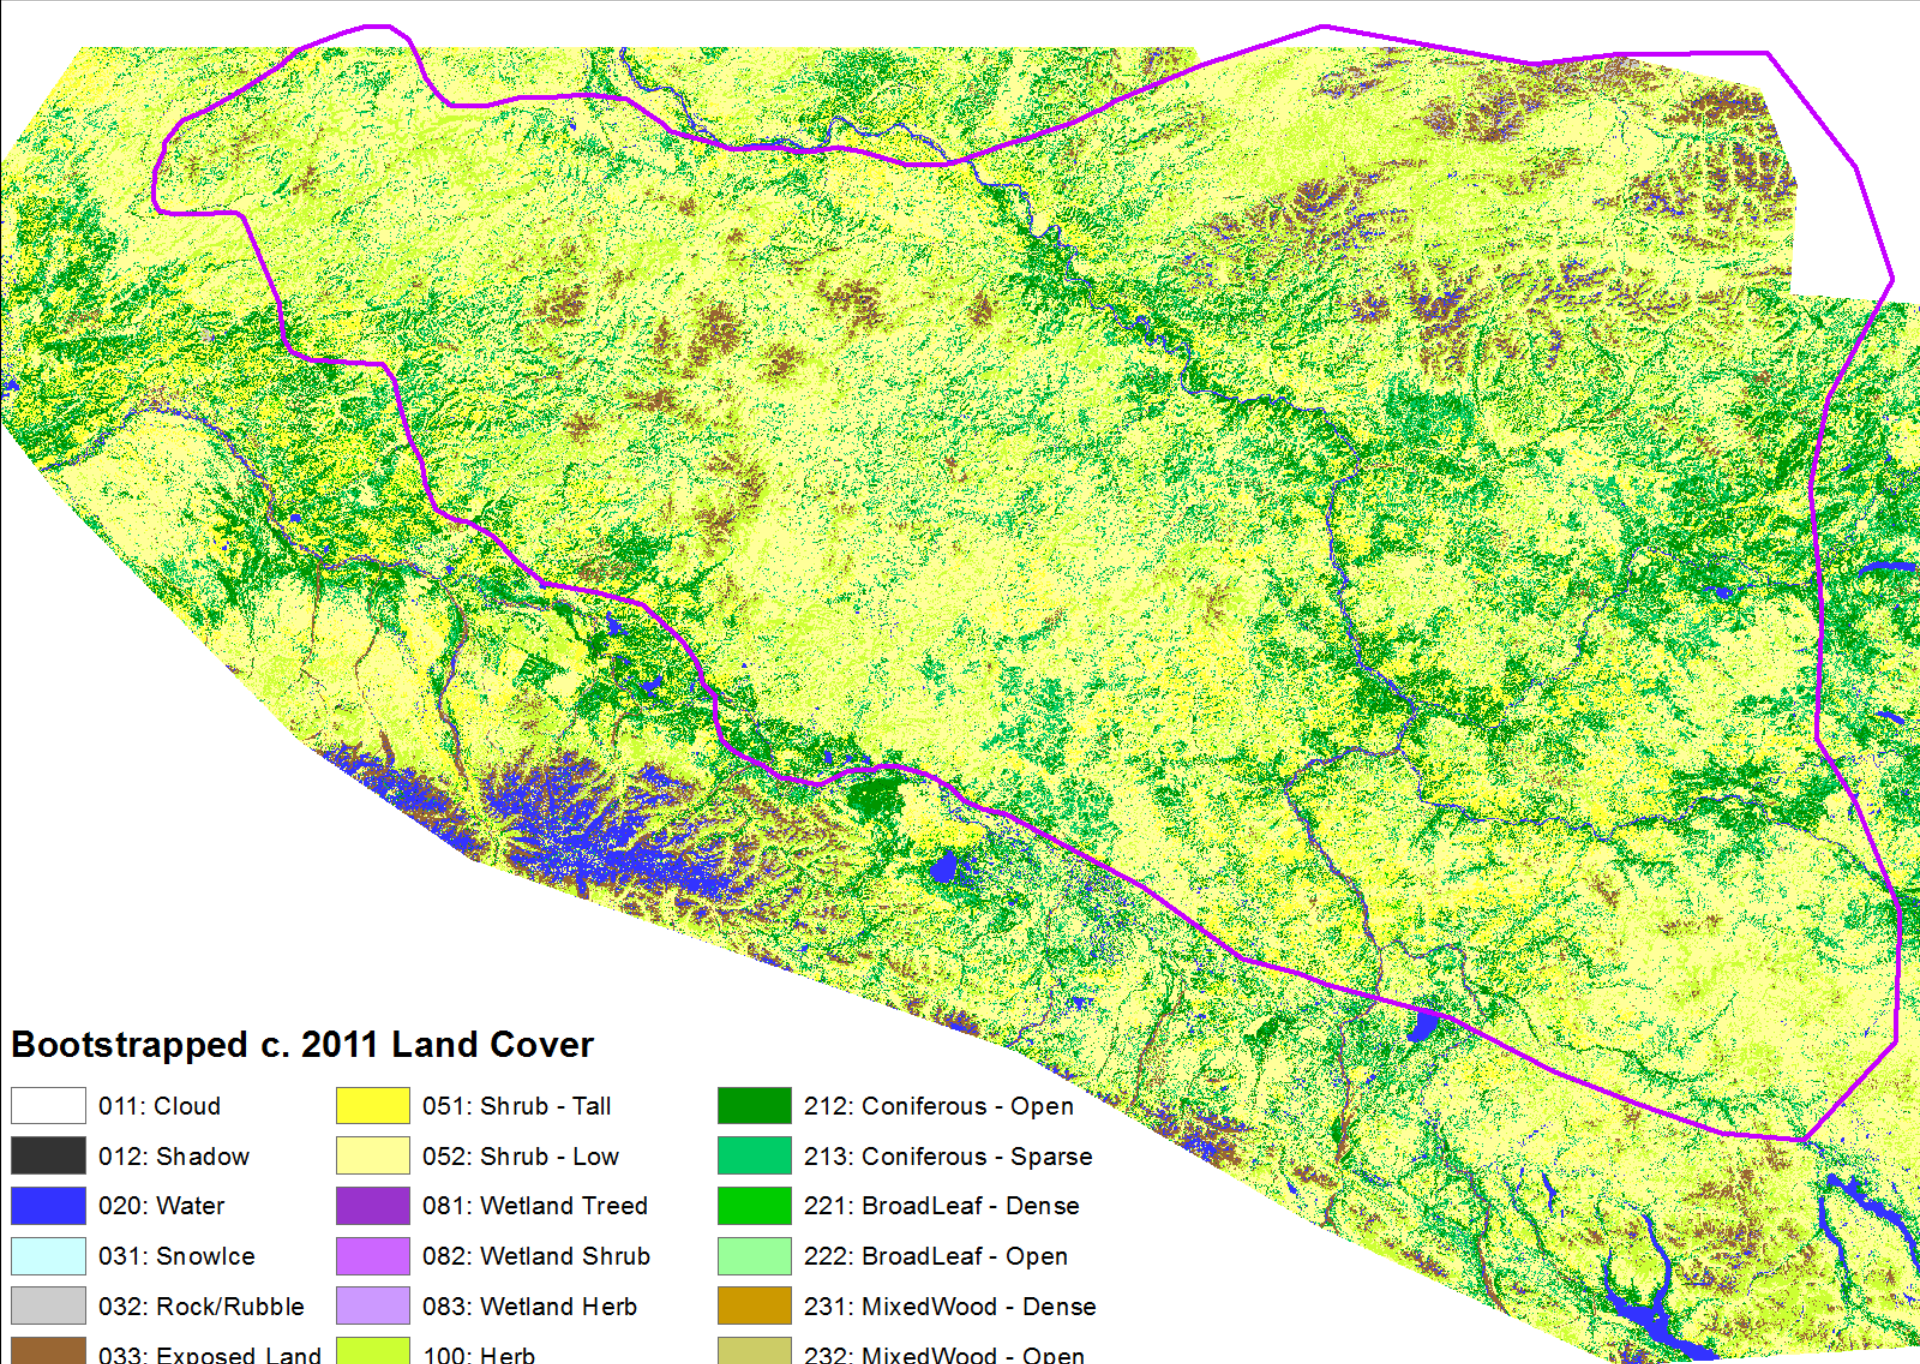 Bootstrapped c. 2011 Land Cover
011: Cloud
012: Shadow
020: Water
031: SnowIce
032: Rock/Rubble
033: Exposed Land
051: Shrub - Tall
052: Shrub - Low
081: Wetland Treed
082: Wetland Shrub
083: Wetland Herb
100: Herb
212: Coniferous - Open
213: Coniferous - Sparse
221: BroadLeaf - Dense
222: BroadLeaf - Open
231: MixedWood - Dense
232: MixedWood - Open